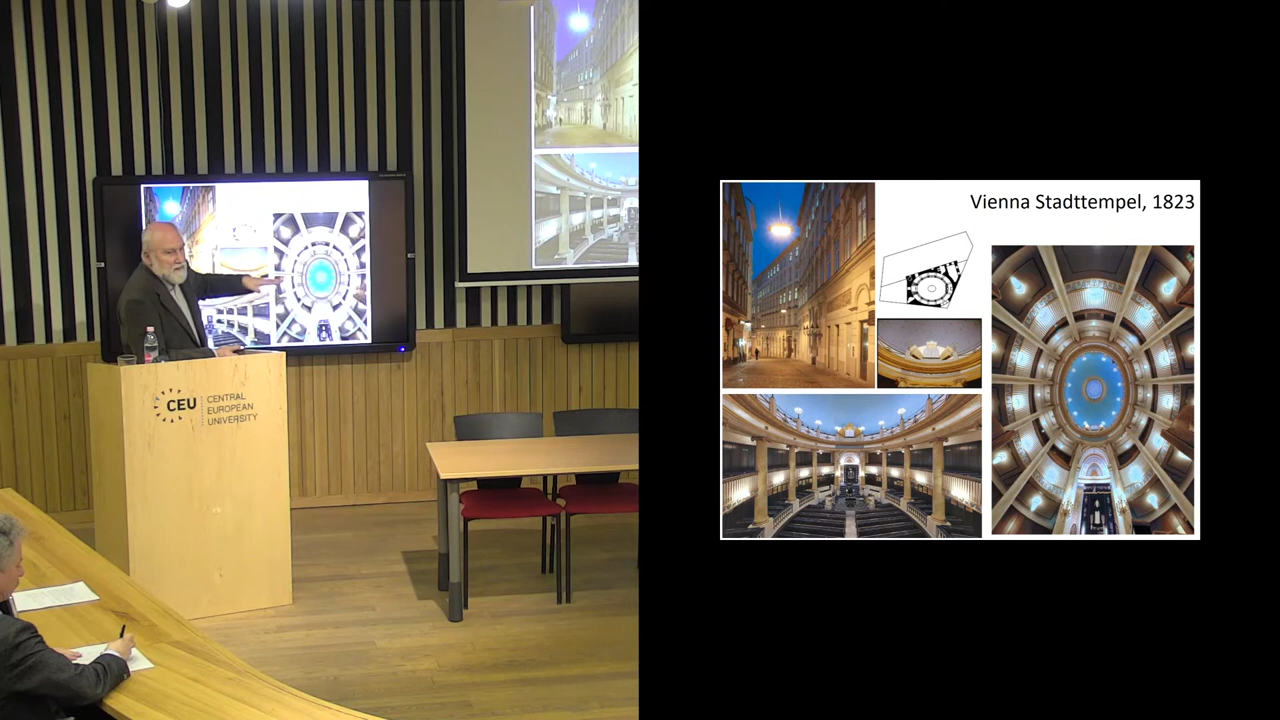 CEU
CENTRAL
EUROPEAN
UNIVERSITY
Vienna Stadttempel, 1823